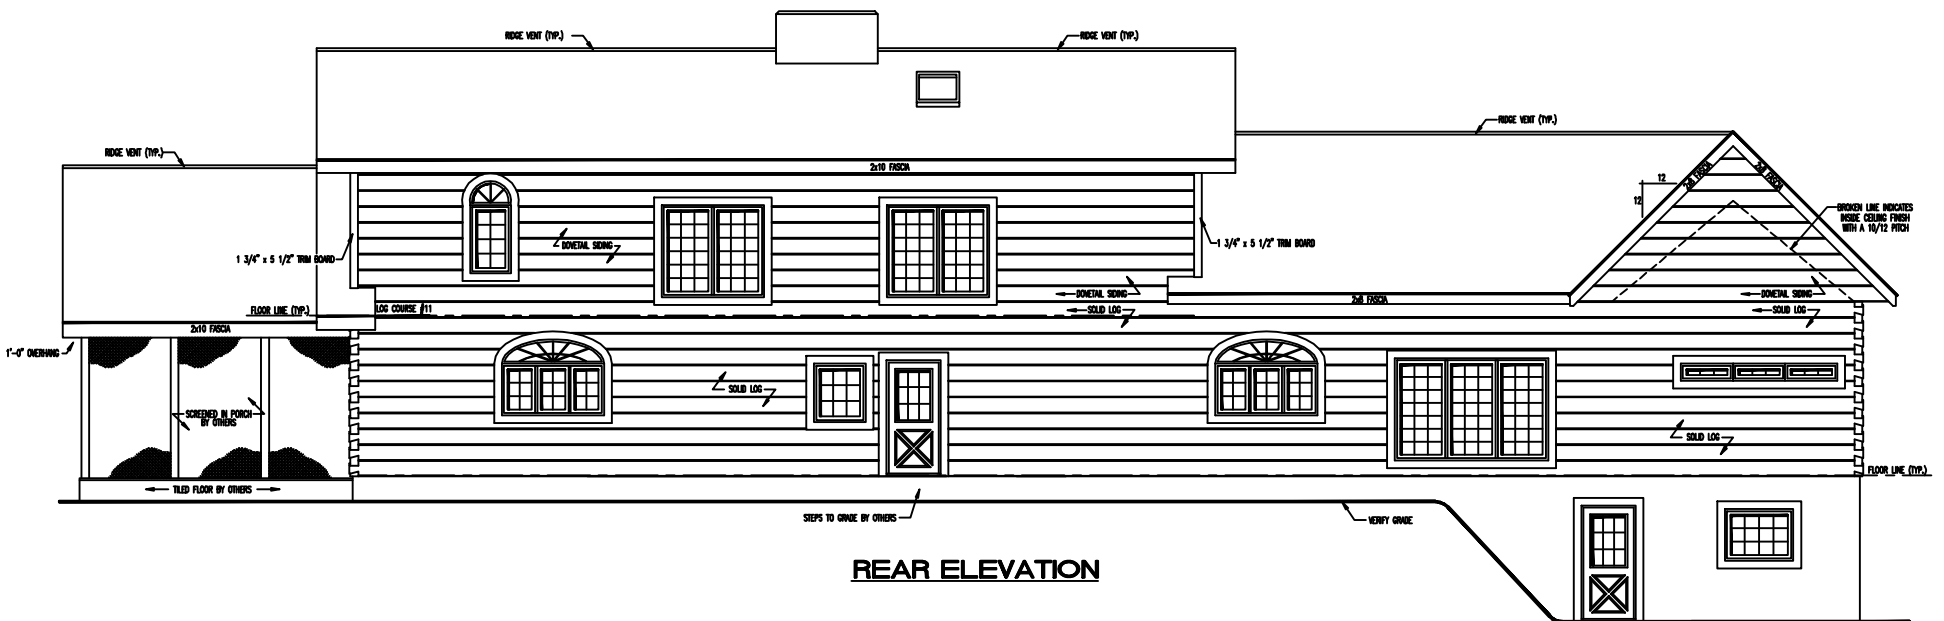 RIDGE VENT (TYP.)
RIDGE VENT (TYP.)
RIDGE VENT (TYP.)
RIDGE VENT (TYP.)
2x10 FASCIA
2x8 FASCIA
2x8 FASCIA
12
12
BROKEN LINE INDICATES
INSIDE CEILING FINISH
WITH A 10/12 PITCH
DOVETAIL SIDING
1 3/4" x 5 1/2" TRIM BOARD
1 3/4" x 5 1/2" TRIM BOARD
DOVETAIL SIDING
DOVETAIL SIDING
2x8 FASCIA
FLOOR LINE (TYP.)
LOG COURSE #11
SOLID LOG
SOLID LOG
2x10 FASCIA
1'-0" OVERHANG
SOLID LOG
SCREENED IN PORCH
BY OTHERS
SOLID LOG
FLOOR LINE (TYP.)
TILED FLOOR BY OTHERS
STEPS TO GRADE BY OTHERS
VERIFY GRADE
REAR ELEVATION